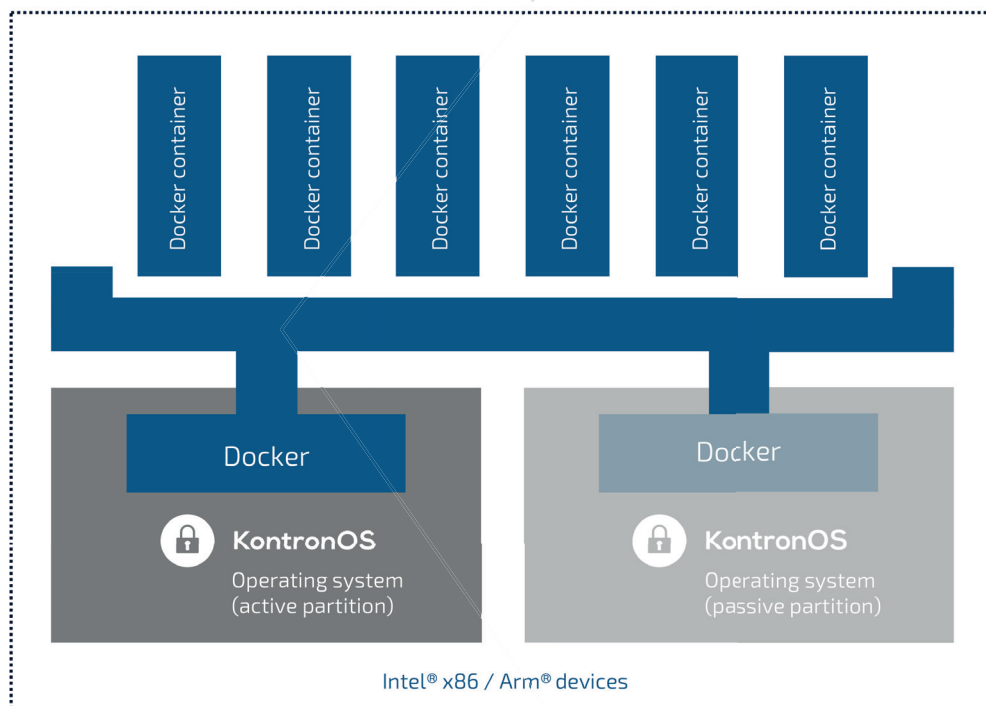 Docker container
Docker container
Docker container
Docker container
Docker container
Docker container
Docker
Docker
KontronOS
Operating system
(active partition)
KontronOS
Operating system
(passive partition)
Intel® x86 / Arm® devices